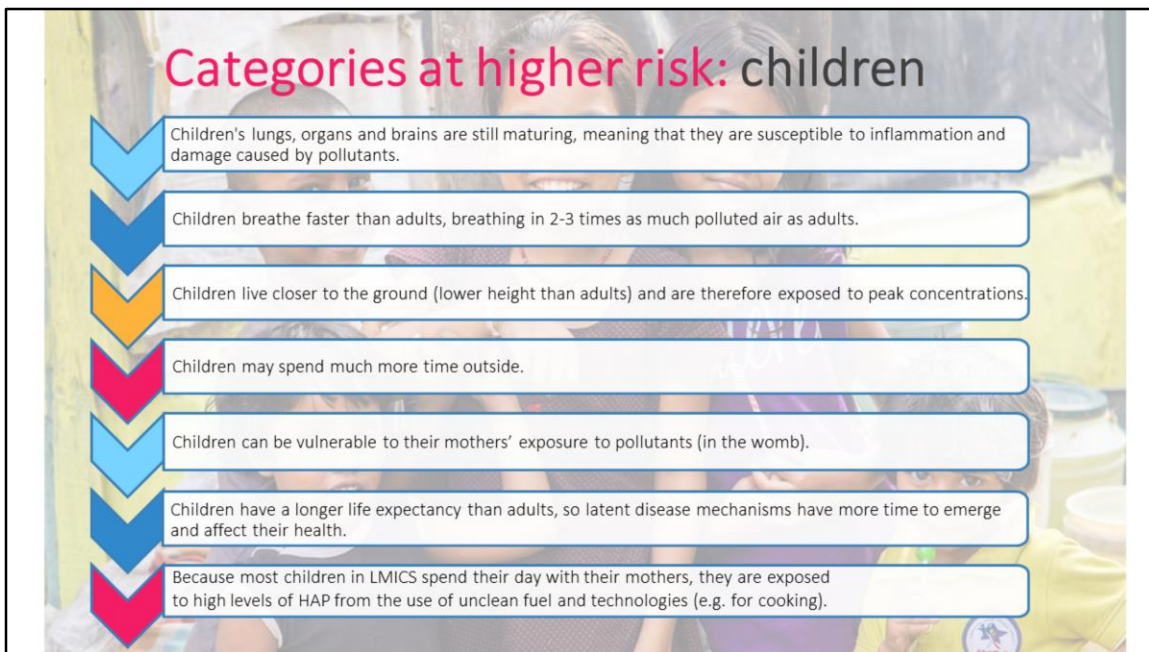 Categories at higher risk: children
Children's lungs, organs and brains are still maturing, meaning that they are susceptible to inflammation and
damage caused by pollutants.
Children breathe faster than adults, breathing in 2-3 times as much polluted air as adults.
Children live closer to the ground (lower height than adults) and are therefore exposed to peak concentrations.
Children may spend much more time outside.
Children can be vulnerable to their mothers’ exposure to pollutants (in the womb).
Children have a longer life expectancy than adults, so latent disease mechanisms have more time to emerge
and affect their health.
Because most children in LMICS spend their day with their mothers, they are exposed
to high levels of HAP from the use of unclean fuel and technologies (e.g. for cooking).